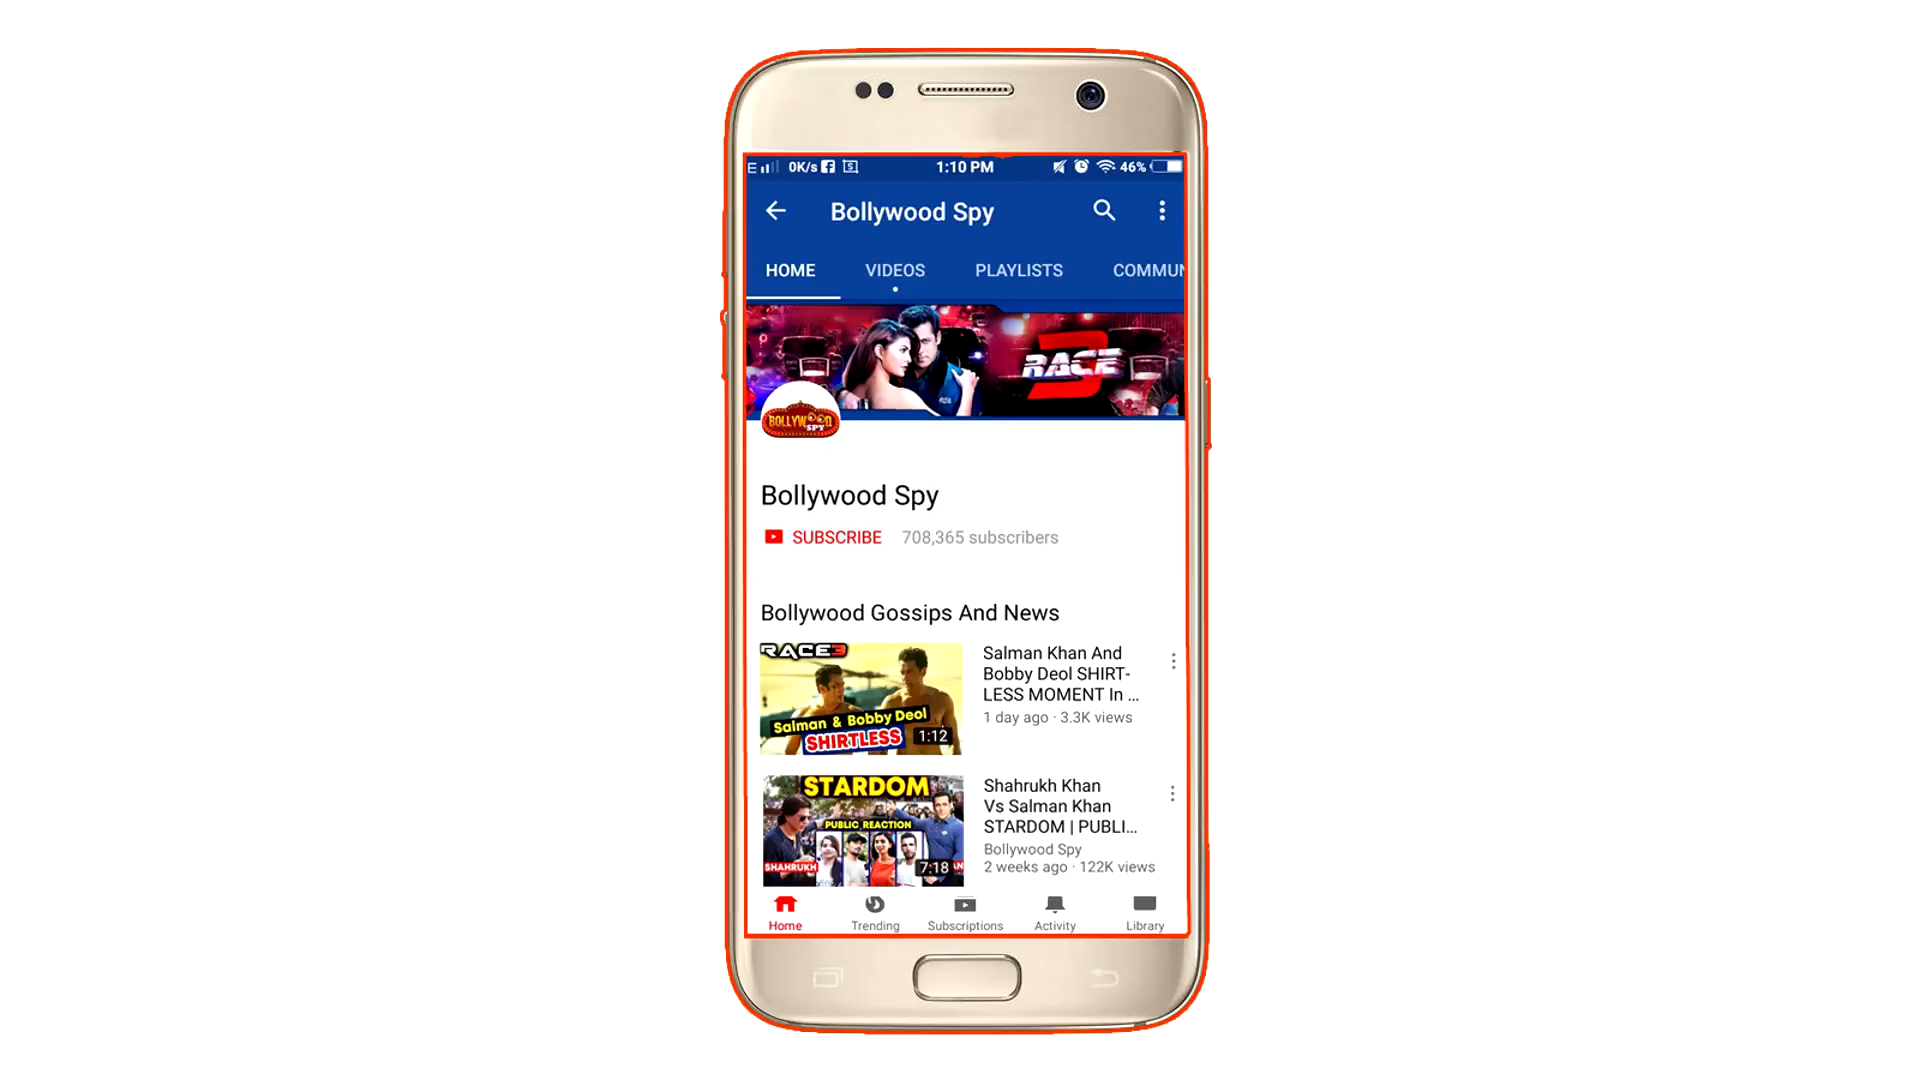 E 0K/s 1:10 PM 46%
Bollywood Spy
HOME VIDEOS PLAYLISTS COMMUN
RACE 3
BOLLYWOOD
SPY
Bollywood Spy
SUBSCRIBE 708,365 subscribers
Bollywood Gossips And News
RACE3
Salman & Bobby Deol
SHIRTLESS
1:12
Salman Khan And
Bobby Deol SHIRT-
LESS MOMENT In ...
1 day ago · 3.3K views
STARDOM
PUBLIC REACTION
SHAHRUKH
7:18
Shahrukh Khan
Vs Salman Khan
STARDOM | PUBLI...
Bollywood Spy
2 weeks ago · 122K views
Home Trending Subscriptions Activity Library